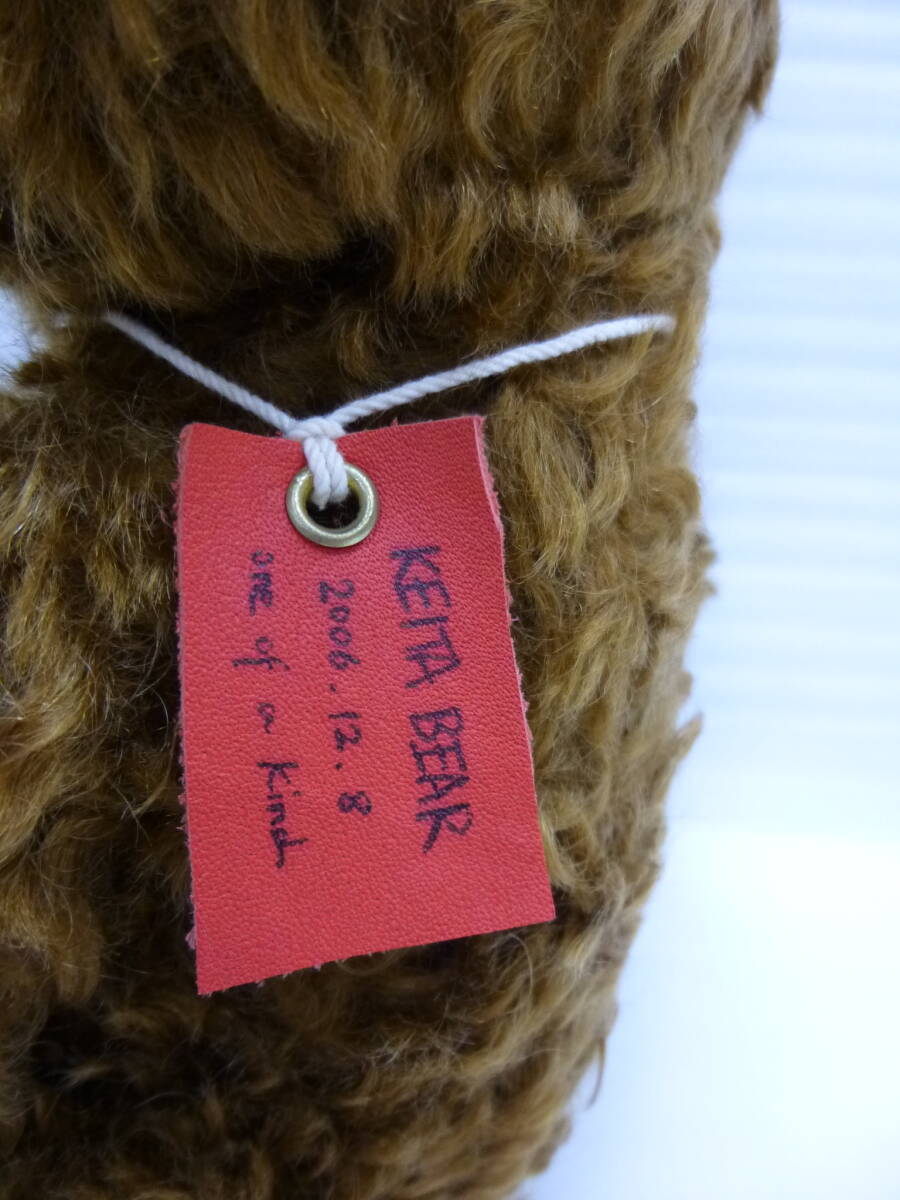 KEITA BEAR
2006.12.8
one of a kind